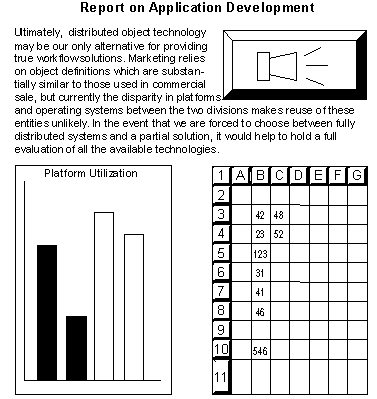 Report on Application Development
Ultimately, distributed object technology
may be our only alternative for providing
true workflowsolutions. Marketing relies
on object definitions which are substan-
tially similar to those used in commercial
sale, but currently the disparity in platforms
and operating systems between the two divisions makes reuse of these
entities unlikely. In the event that we are forced to choose between fully
distributed systems and a partial solution, it would help to hold a full
evaluation of all the available technologies.
Platform Utilization
1 A B C D E F G
2
3 42 48
4 23 52
5 123
6 31
7 41
8 46
9
10 546
11